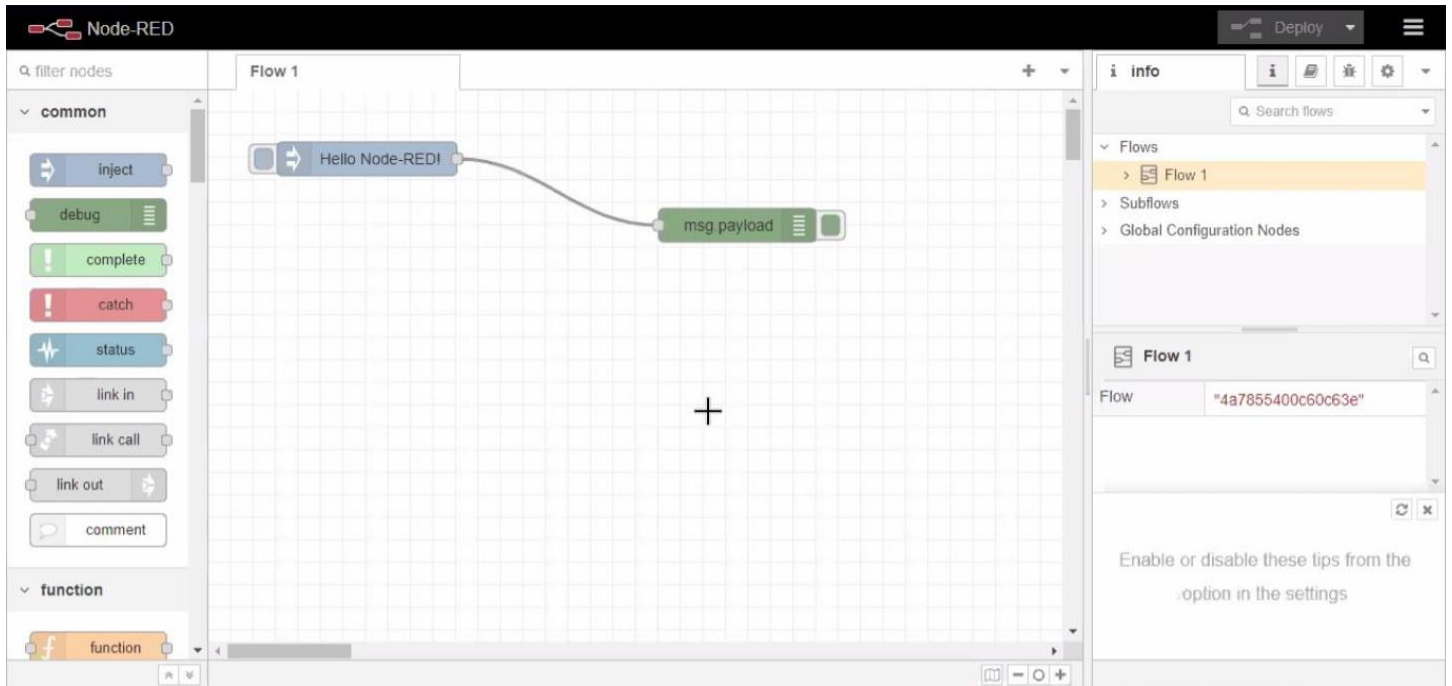 Node-RED
Deploy
filter nodes
Flow 1
i info
i
Search flows
common
Flows
Flow 1
Subflows
Global Configuration Nodes
inject
debug
complete
catch
status
link in
link call
link out
comment
function
function
Hello Node-RED!
msg.payload
Flow 1
Flow
"4a7855400c60c63e"
Enable or disable these tips from the
option in the settings